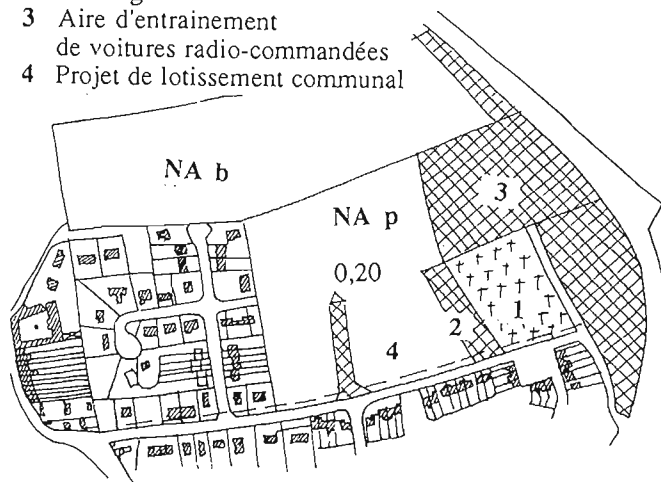 3 Aire d'entrainement
de voitures radio-commandées
4 Projet de lotissement communal
NA b
3
NA p
0,20
1
2
4